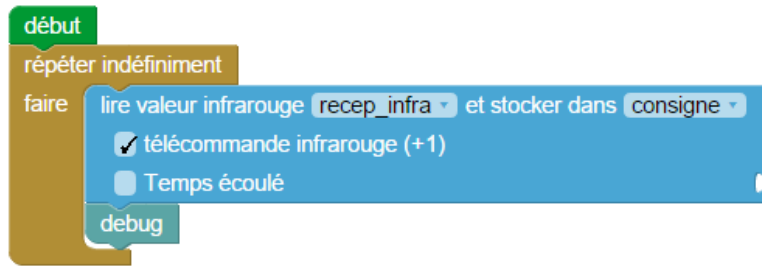 début
répéter indéfiniment
faire lire valeur infrarouge recep_infra et stocker dans consigne
télécommande infrarouge (+1)
Temps écoulé
debug